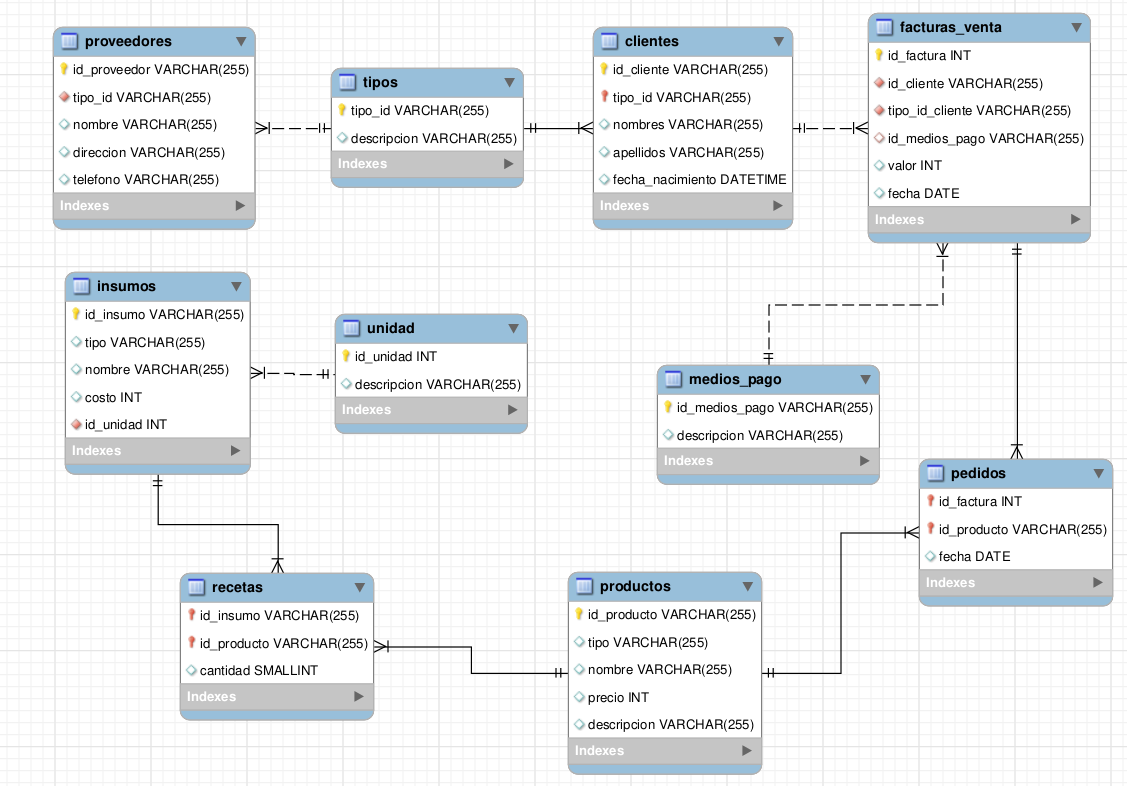 proveedores
id_proveedor VARCHAR(255)
tipo_id VARCHAR(255)
nombre VARCHAR(255)
direccion VARCHAR(255)
telefono VARCHAR(255)
Indexes
tipos
tipo_id VARCHAR(255)
descripcion VARCHAR(255)
Indexes
clientes
id_cliente VARCHAR(255)
tipo_id VARCHAR(255)
nombres VARCHAR(255)
apellidos VARCHAR(255)
fecha_nacimiento DATETIME
Indexes
facturas_venta
id_factura INT
id_cliente VARCHAR(255)
tipo_id_cliente VARCHAR(255)
id_medios_pago VARCHAR(255)
valor INT
fecha DATE
Indexes
insumos
id_insumo VARCHAR(255)
tipo VARCHAR(255)
nombre VARCHAR(255)
costo INT
id_unidad INT
Indexes
unidad
id_unidad INT
descripcion VARCHAR(255)
Indexes
medios_pago
id_medios_pago VARCHAR(255)
descripcion VARCHAR(255)
Indexes
pedidos
id_factura INT
id_producto VARCHAR(255)
fecha DATE
Indexes
recetas
id_insumo VARCHAR(255)
id_producto VARCHAR(255)
cantidad SMALLINT
Indexes
productos
id_producto VARCHAR(255)
tipo VARCHAR(255)
nombre VARCHAR(255)
precio INT
descripcion VARCHAR(255)
Indexes